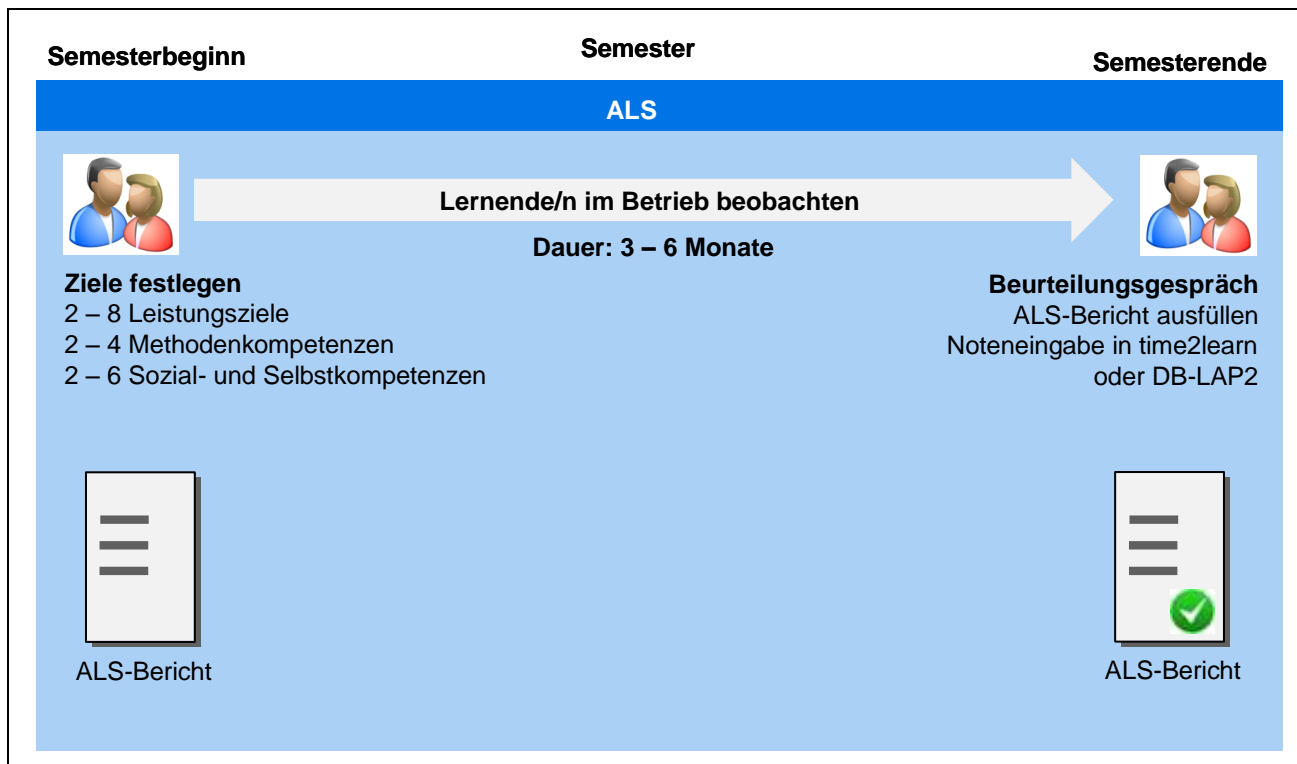 Semesterbeginn
Semester
Semesterende
ALS
Lernende/n im Betrieb beobachten
Dauer: 3 – 6 Monate
Ziele festlegen
2 – 8 Leistungsziele
2 – 4 Methodenkompetenzen
2 – 6 Sozial- und Selbstkompetenzen
Beurteilungsgespräch
ALS-Bericht ausfüllen
Noteneingabe in time2learn
oder DB-LAP2
ALS-Bericht
ALS-Bericht